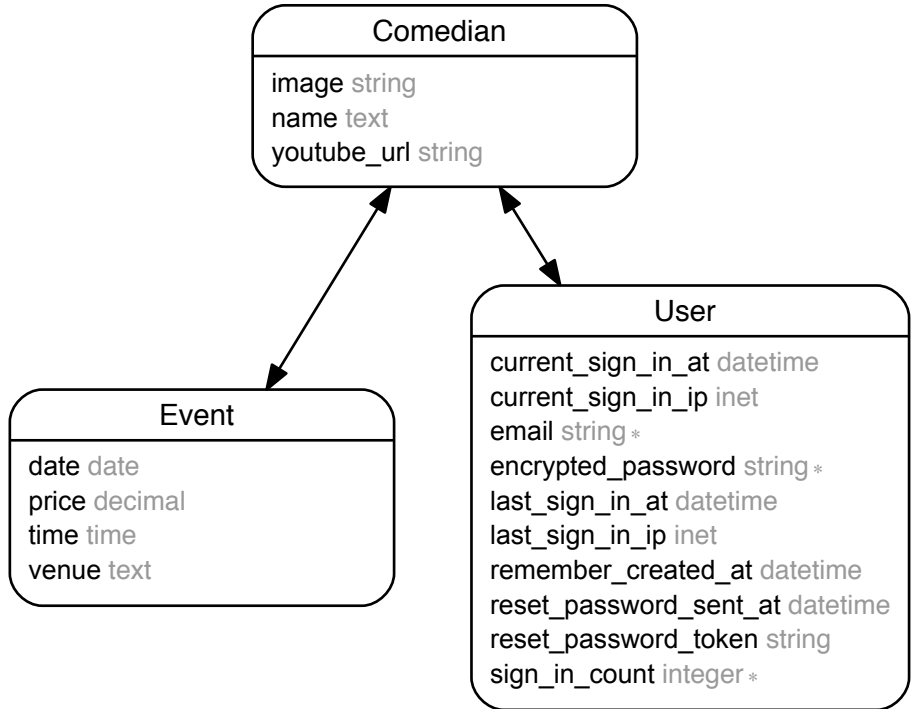 Comedian
image string
name text
youtube_url string
User
current_sign_in_at datetime
current_sign_in_ip inet
email string *
encrypted_password string *
last_sign_in_at datetime
last_sign_in_ip inet
remember_created_at datetime
reset_password_sent_at datetime
reset_password_token string
sign_in_count integer *
Event
date date
price decimal
time time
venue text